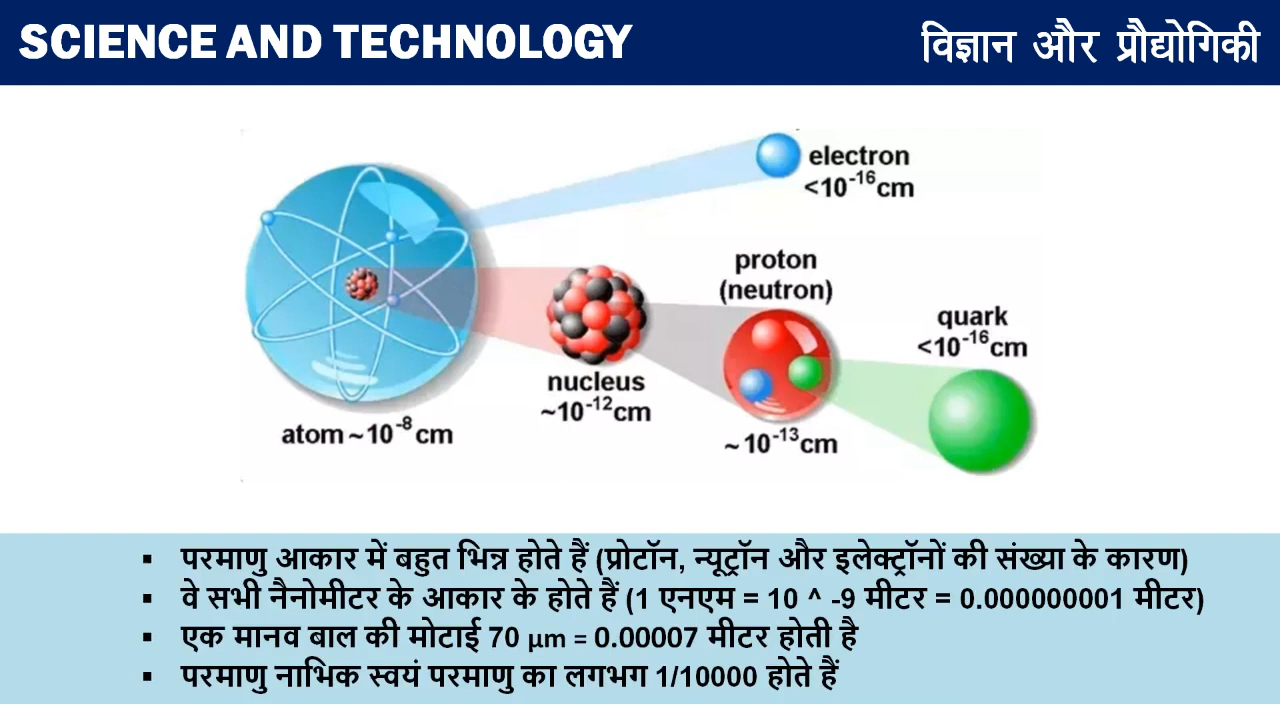 SCIENCE AND TECHNOLOGY
विज्ञान और प्रौद्योगिकी
electron
<10⁻¹⁶cm
proton
(neutron)
quark
<10⁻¹⁶cm
nucleus
~10⁻¹²cm
atom ~ 10⁻⁸ cm
~ 10⁻¹³cm
▪ परमाणु आकार में बहुत भिन्न होते हैं (प्रोटॉन, न्यूट्रॉन और इलेक्ट्रॉनों की संख्या के कारण)
▪ वे सभी नैनोमीटर के आकार के होते हैं (1 एनएम = 10 ^ -9 मीटर = 0.000000001 मीटर)
▪ एक मानव बाल की मोटाई 70 μm = 0.00007 मीटर होती है
▪ परमाणु नाभिक स्वयं परमाणु का लगभग 1/10000 होते हैं